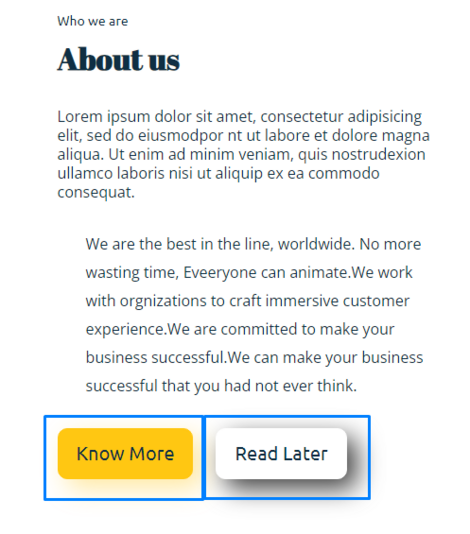 Who we are
About us
Lorem ipsum dolor sit amet, consectetur adipisicing
elit, sed do eiusmodpor nt ut labore et dolore magna
aliqua. Ut enim ad minim veniam, quis nostrudexion
ullamco laboris nisi ut aliquip ex ea commodo
consequat.
We are the best in the line, worldwide. No more
wasting time, Eveeryone can animate.We work
with orgnizations to craft immersive customer
experience.We are committed to make your
business successful.We can make your business
successful that you had not ever think.
Know More
Read Later